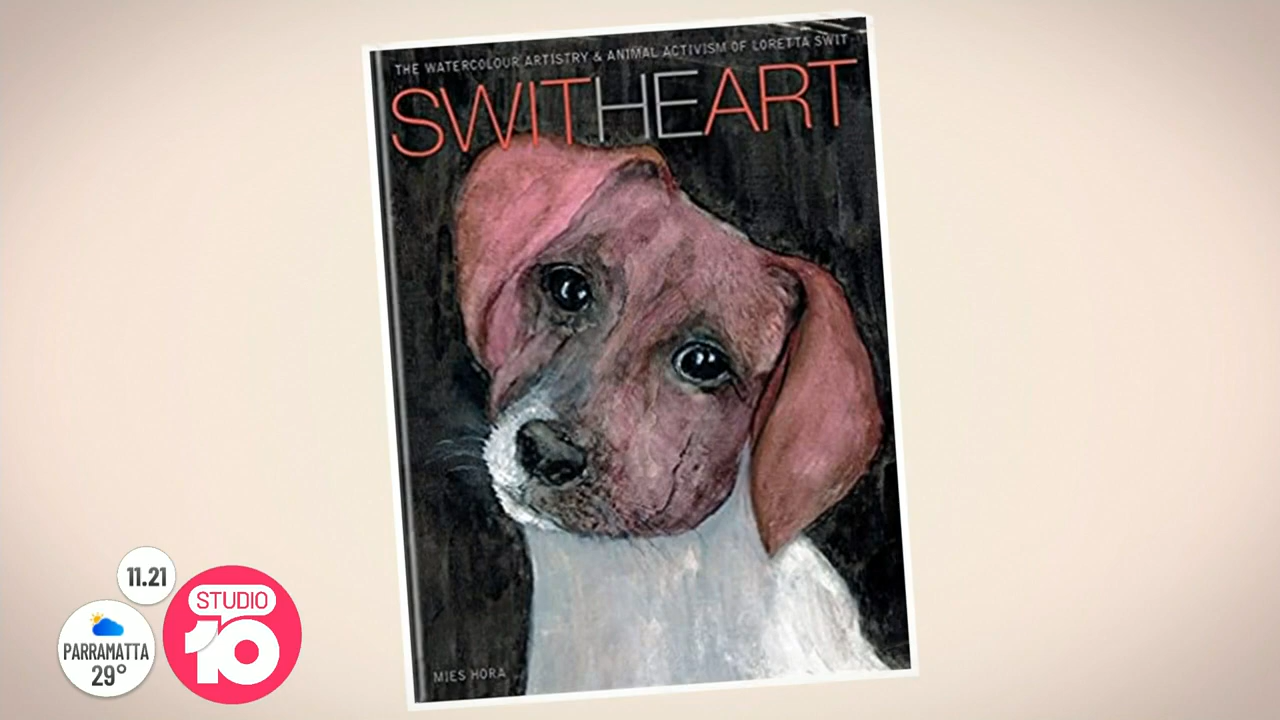 THE WATERCOLOUR ARTISTRY & ANIMAL ACTIVISM OF LORETTA SWIT
SWITHEART
MIES HORA
11.21
STUDIO
10
PARRAMATTA
29°